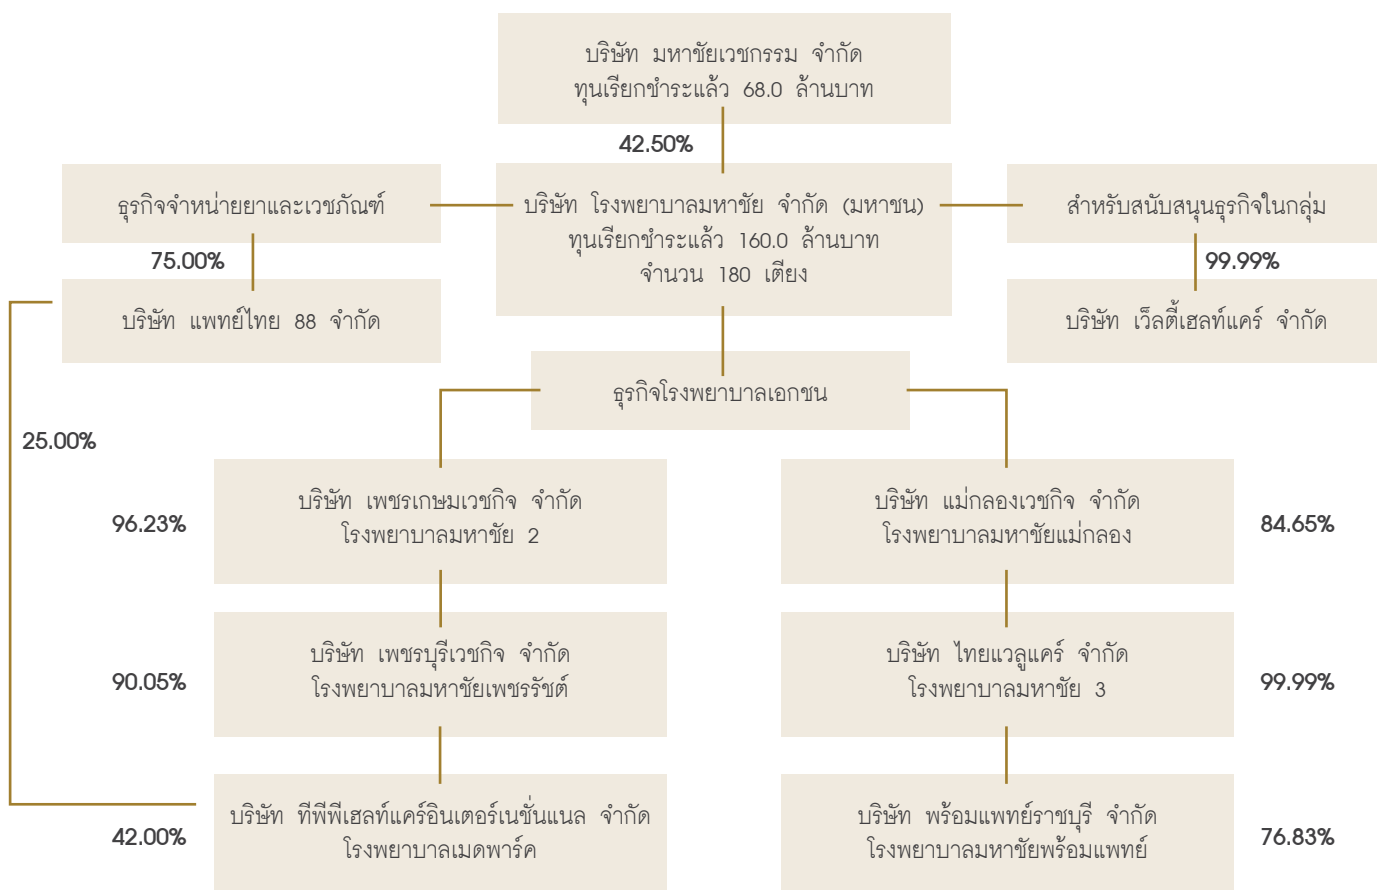 บริษัท มหาชัยเวชกรรม จำกัด
ทุนเรียกชำระแล้ว 68.0 ล้านบาท
42.50%
ธุรกิจจำหน่ายยาและเวชภัณฑ์
บริษัท โรงพยาบาลมหาชัย จำกัด (มหาชน)
ทุนเรียกชำระแล้ว 160.0 ล้านบาท
จำนวน 180 เตียง
สำหรับสนับสนุนธุรกิจในกลุ่ม
75.00%
99.99%
บริษัท แพทย์ไทย 88 จำกัด
บริษัท เว็ลตี้เฮลท์แคร์ จำกัด
ธุรกิจโรงพยาบาลเอกชน
25.00%
96.23%
บริษัท เพชรเกษมเวชกิจ จำกัด
โรงพยาบาลมหาชัย 2
บริษัท แม่กลองเวชกิจ จำกัด
โรงพยาบาลมหาชัยแม่กลอง
84.65%
90.05%
บริษัท เพชรบุรีเวชกิจ จำกัด
โรงพยาบาลมหาชัยเพชรรัชต์
บริษัท ไทยแวลูแคร์ จำกัด
โรงพยาบาลมหาชัย 3
99.99%
42.00%
บริษัท ทีพีพีเฮลท์แคร์อินเตอร์เนชั่นแนล จำกัด
โรงพยาบาลเมดพาร์ค
บริษัท พร้อมแพทย์ราชบุรี จำกัด
โรงพยาบาลมหาชัยพร้อมแพทย์
76.83%